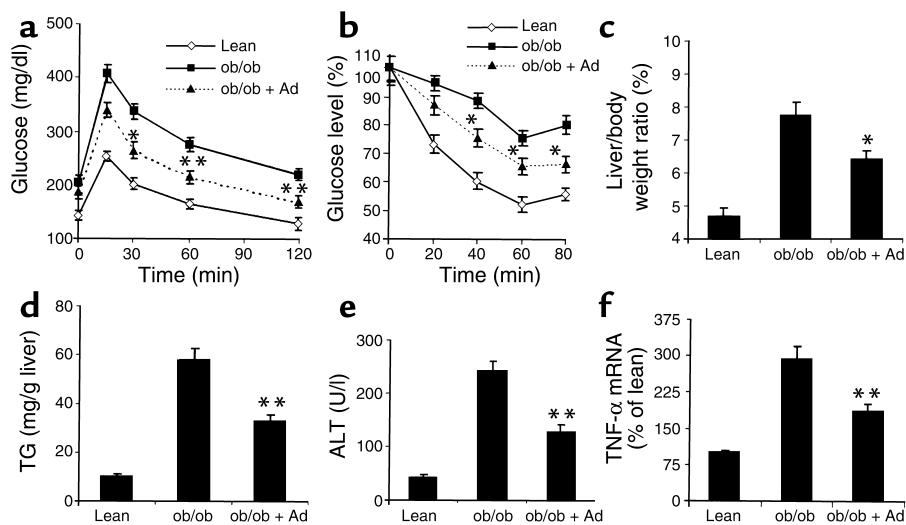 a
Glucose (mg/dl)
500
400
300
200
100
Lean
ob/ob
ob/ob + Ad
*
* *
* *
0
30
60
90
120
Time (min)
b
Glucose level (%)
110
100
90
80
70
60
50
40
Lean
ob/ob
ob/ob + Ad
*
*
*
0
20
40
60
80
Time (min)
c
Liver/body
weight ratio (%)
10
9
8
7
6
5
4
*
Lean
ob/ob
ob/ob + Ad
d
TG (mg/g liver)
80
60
40
20
0
* *
Lean
ob/ob
ob/ob + Ad
e
ALT (U/l)
300
200
100
0
* *
Lean
ob/ob
ob/ob + Ad
f
TNF-α mRNA
(% of lean)
375
300
225
150
75
0
* *
Lean
ob/ob
ob/ob + Ad